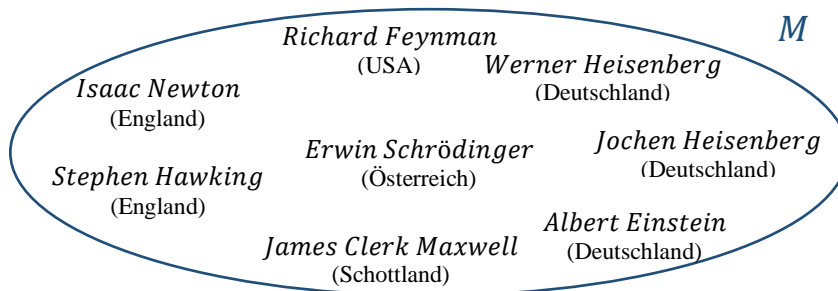 M
Richard Feynman
(USA)
Werner Heisenberg
(Deutschland)
Isaac Newton
(England)
Erwin Schrödinger
(Österreich)
Jochen Heisenberg
(Deutschland)
Stephen Hawking
(England)
Albert Einstein
(Deutschland)
James Clerk Maxwell
(Schottland)